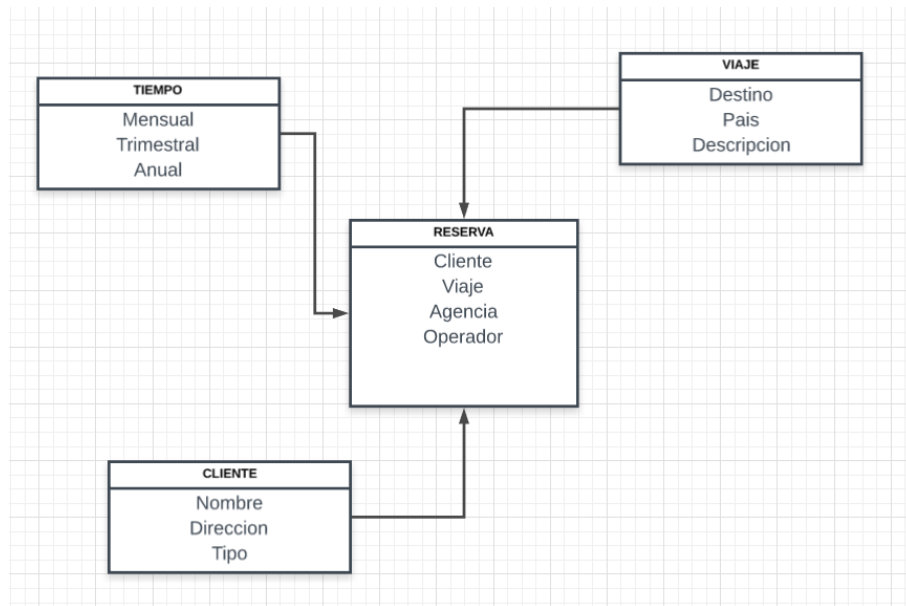 TIEMPO
Mensual
Trimestral
Anual
VIAJE
Destino
Pais
Descripcion
RESERVA
Cliente
Viaje
Agencia
Operador
CLIENTE
Nombre
Direccion
Tipo